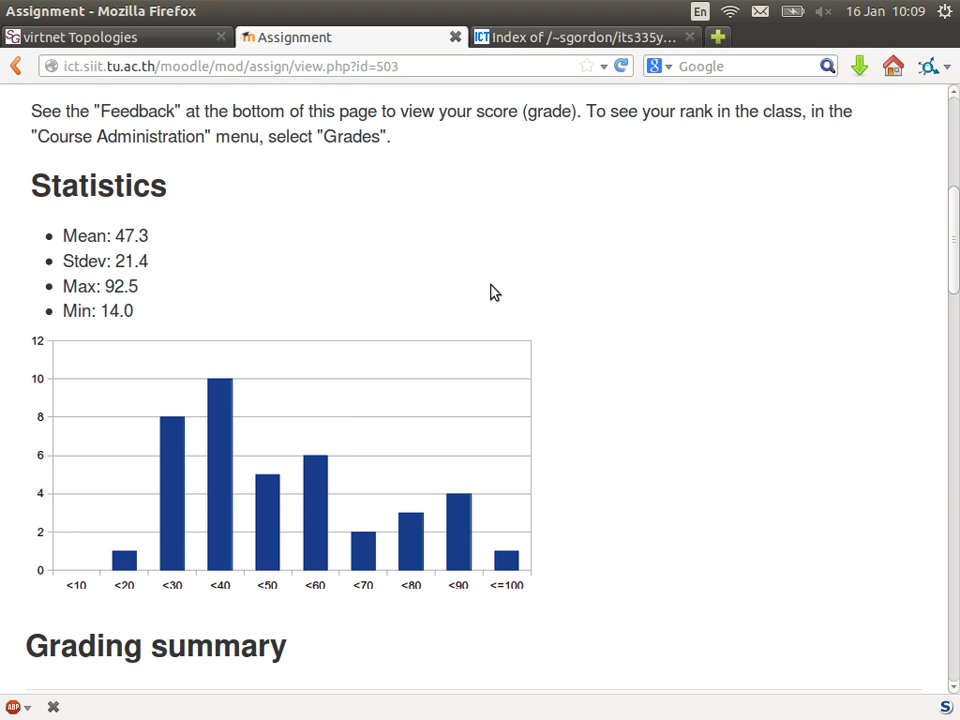 Assignment - Mozilla Firefox
En
16 Jan 10:09
SG virtnet Topologies
Assignment
ICT Index of /~sgordon/its335y...
ict.siit.tu.ac.th/moodle/mod/assign/view.php?id=503
8 Google
See the "Feedback" at the bottom of this page to view your score (grade). To see your rank in the class, in the
"Course Administration" menu, select "Grades".
Statistics
Mean: 47.3
Stdev: 21.4
Max: 92.5
Min: 14.0
12
10
8
6
4
2
0
<10 <20 <30 <40 <50 <60 <70 <80 <90 <=100
Grading summary
ABP
S